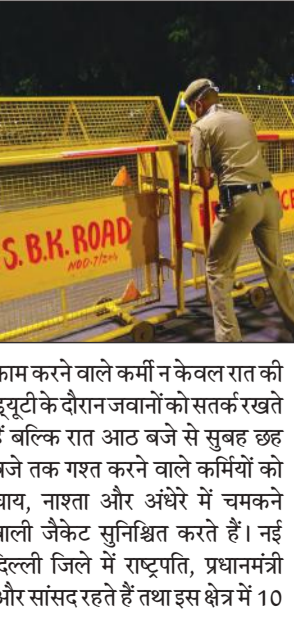 S.B.K. ROAD
CE
काम करने वाले कर्मी न केवल रात की
ड्यूटी के दौरान जवानों को सतर्क रखते
हैं बल्कि रात आठ बजे से सुबह छह
बजे तक गश्त करने वाले कर्मियों को
चाय, नाश्ता और अंधेरे में चमकने
वाली जैकेट सुनिश्चित करते हैं। नई
दिल्ली जिले में राष्ट्रपति, प्रधानमंत्री
और सांसद रहते हैं तथा इस क्षेत्र में 10